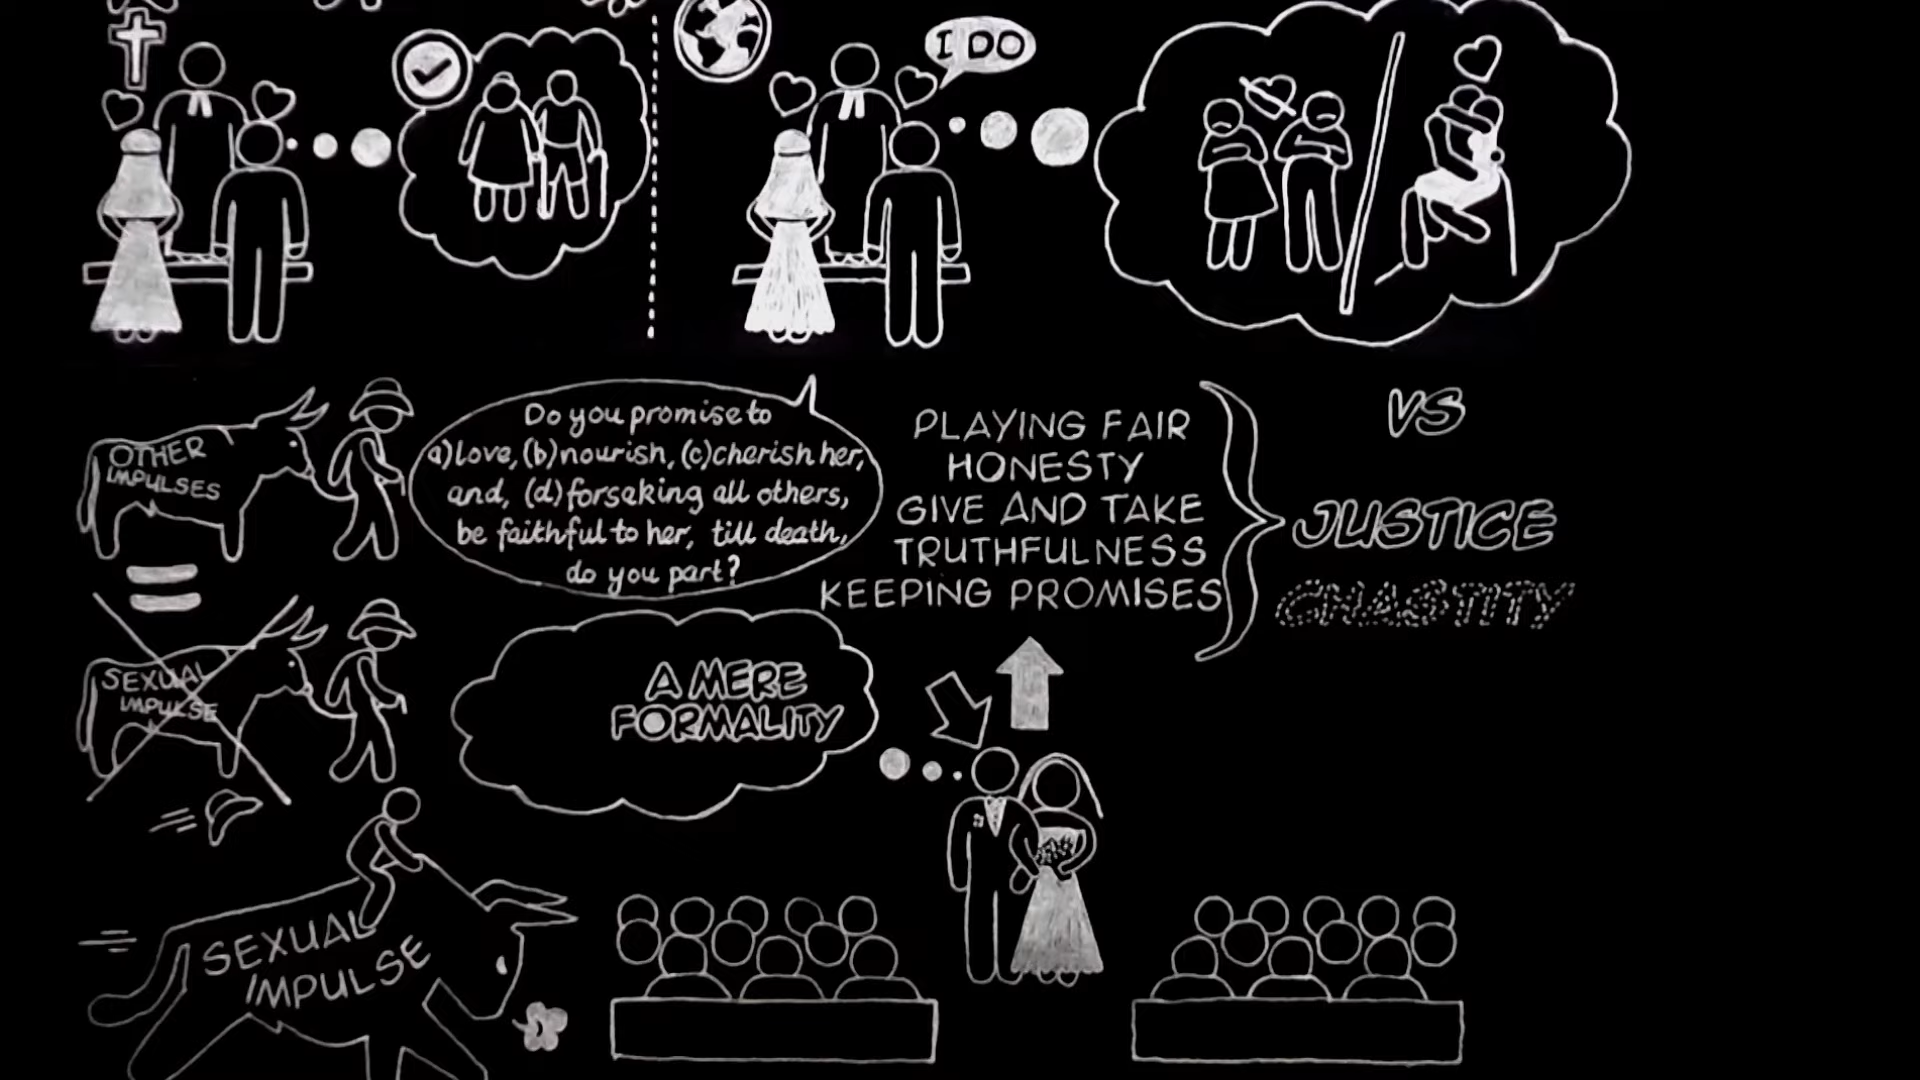 I DO
OTHER
IMPULSES
Do you promise to
a) love, (b) nourish, (c) cherish her,
and, (d) forsaking all others,
be faithful to her, till death,
do you part?
PLAYING FAIR
HONESTY
GIVE AND TAKE
TRUTHFULNESS
KEEPING PROMISES
VS
JUSTICE
CHASTITY
SEXUAL
IMPULSE
A MERE
FORMALITY
SEXUAL
IMPULSE